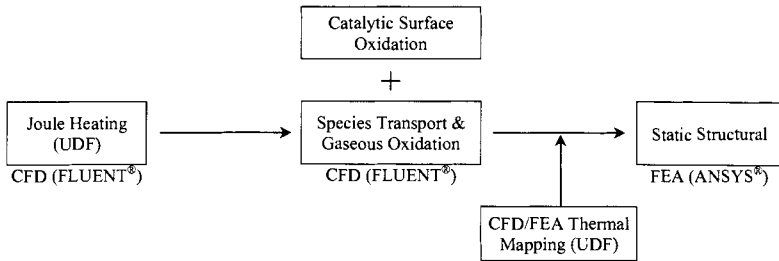 Catalytic Surface
Oxidation
+
Joule Heating
(UDF)
CFD (FLUENT®)
Species Transport &
Gaseous Oxidation
CFD (FLUENT®)
Static Structural
FEA (ANSYS®)
CFD/FEA Thermal
Mapping (UDF)